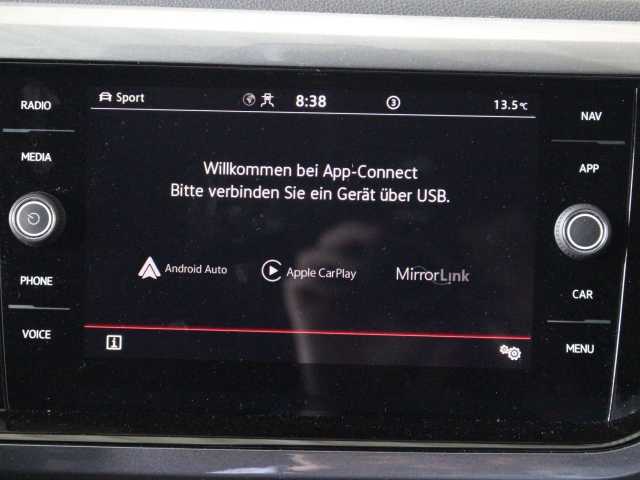 RADIO
MEDIA
PHONE
VOICE
Sport
8:38
3
13.5°C
Willkommen bei App-Connect
Bitte verbinden Sie ein Gerät über USB.
Android Auto
Apple CarPlay
MirrorLink
i
NAV
APP
CAR
MENU